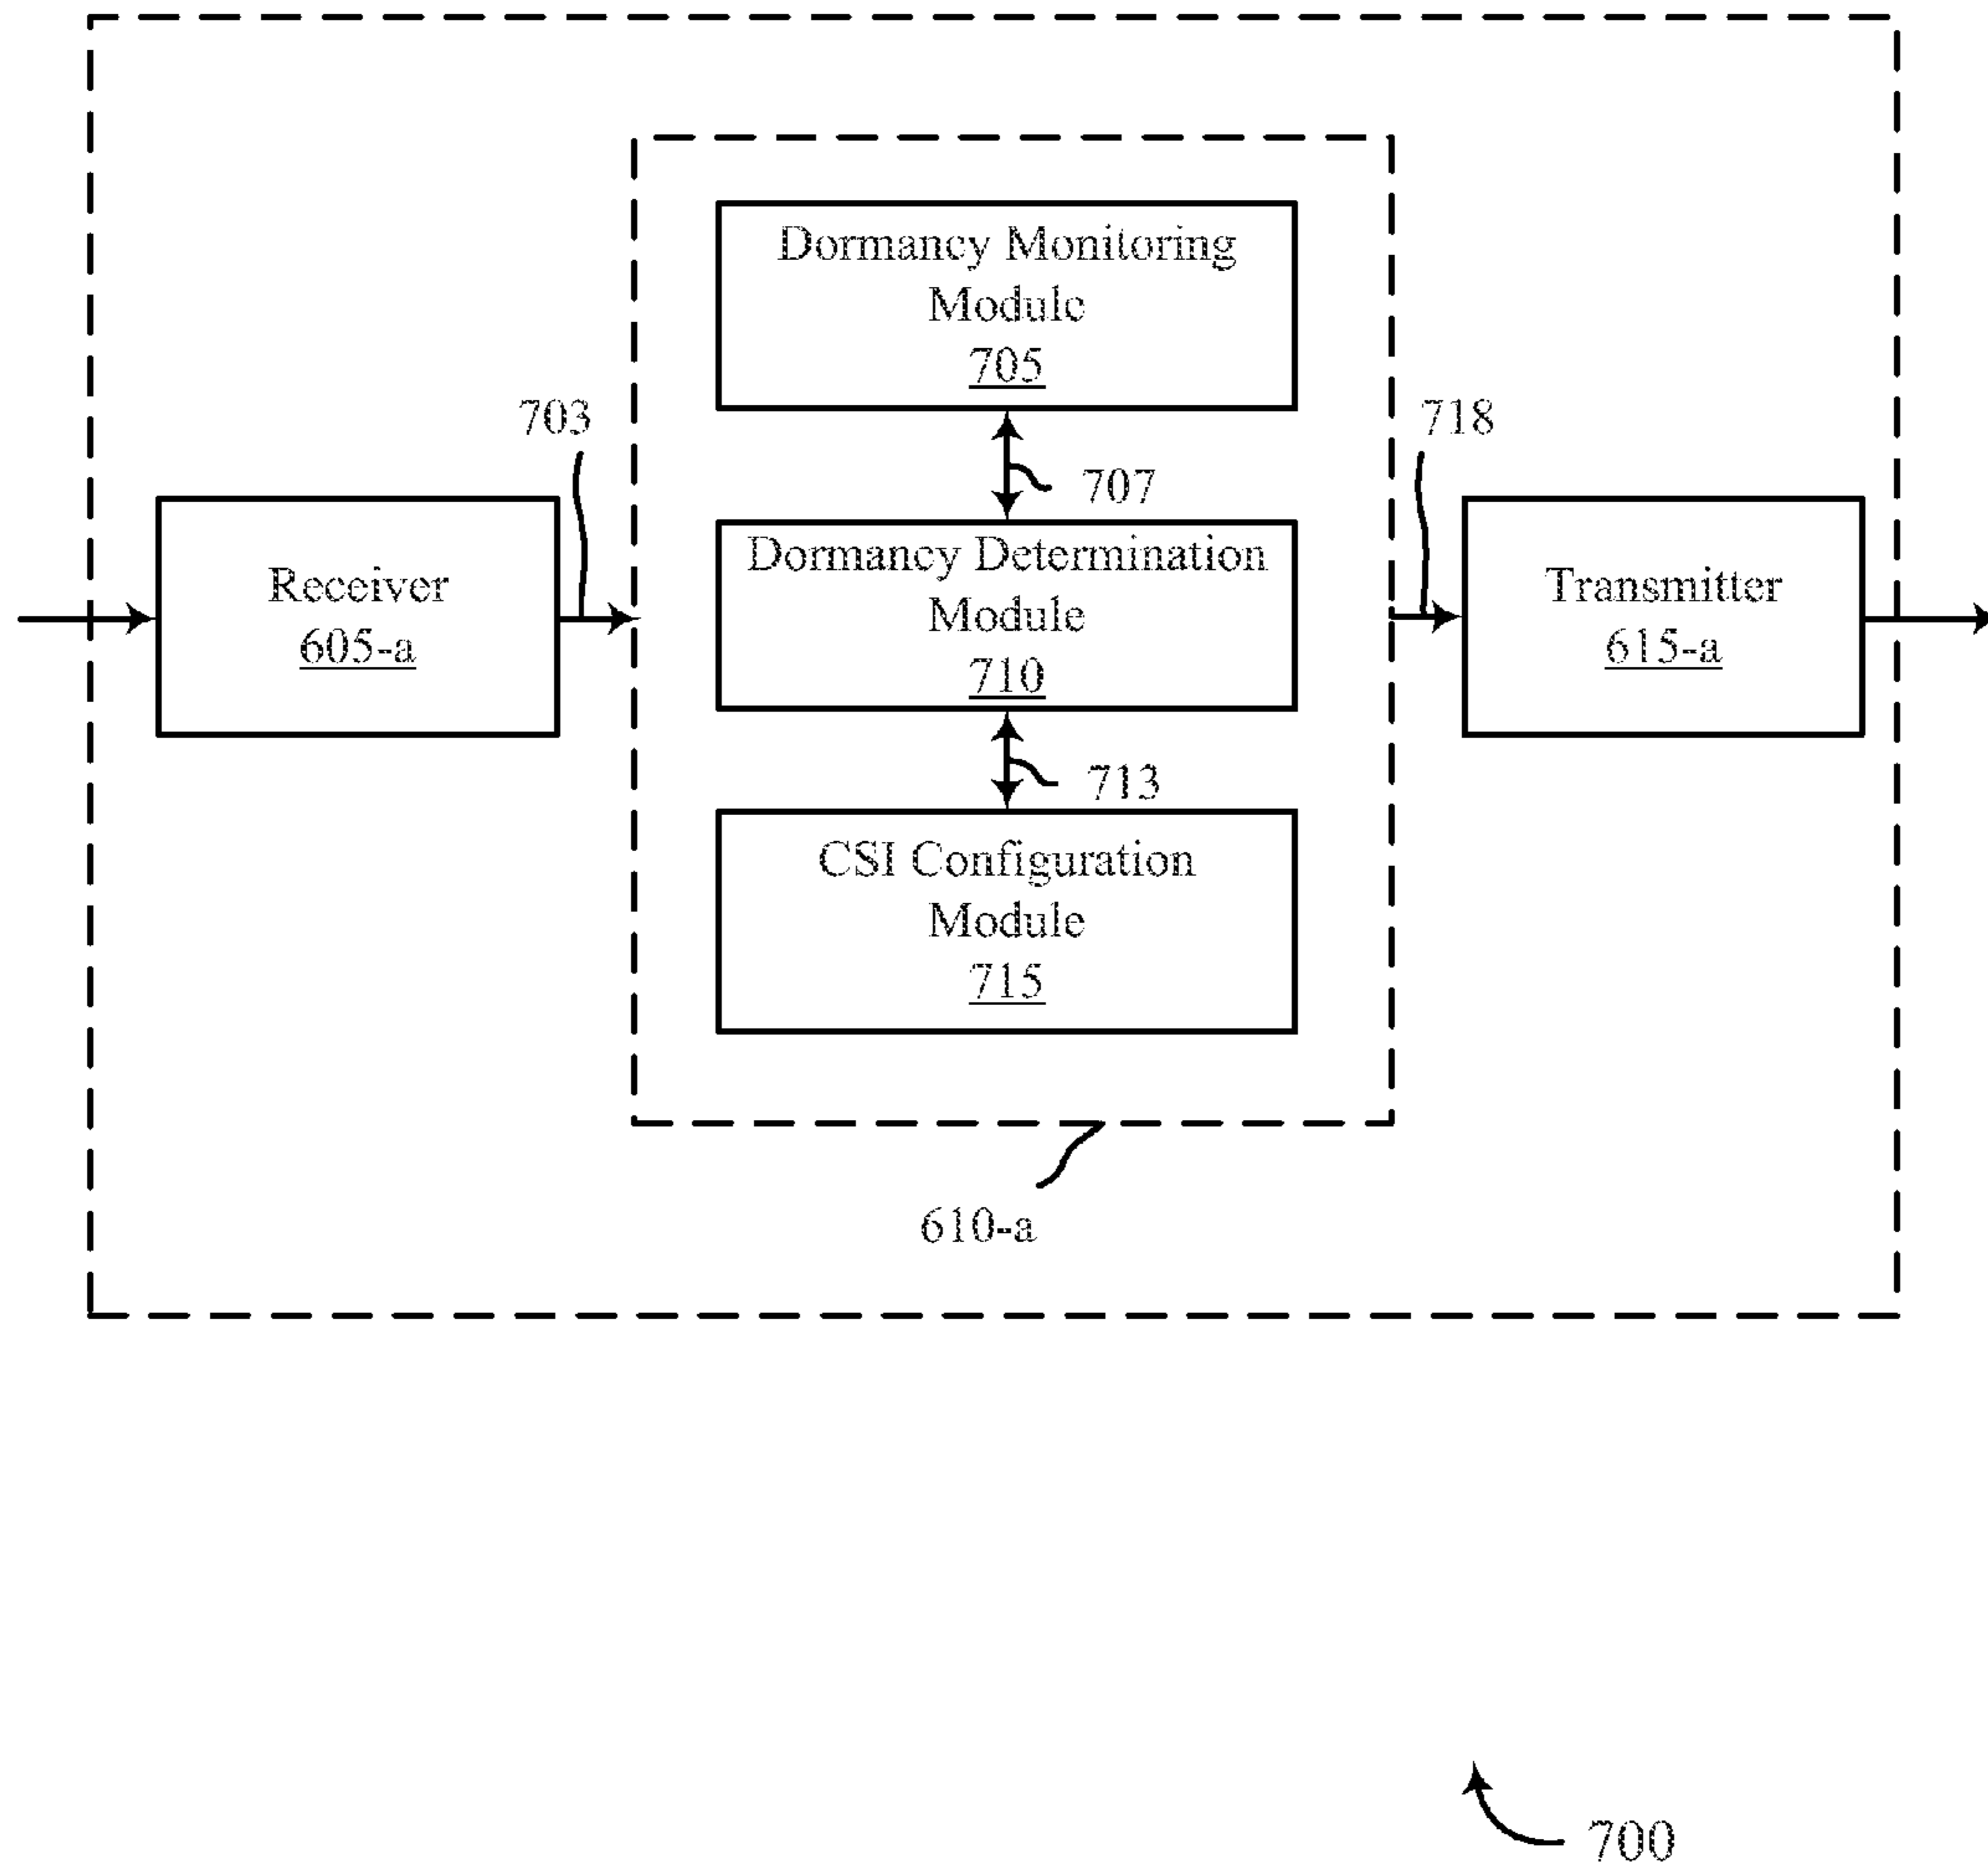 Dormancy Monitoring
Module
705
703
718
707
Receiver
605-a
Dormancy Determination
Module
710
Transmitter
615-a
713
CSI Configuration
Module
715
610-a
700